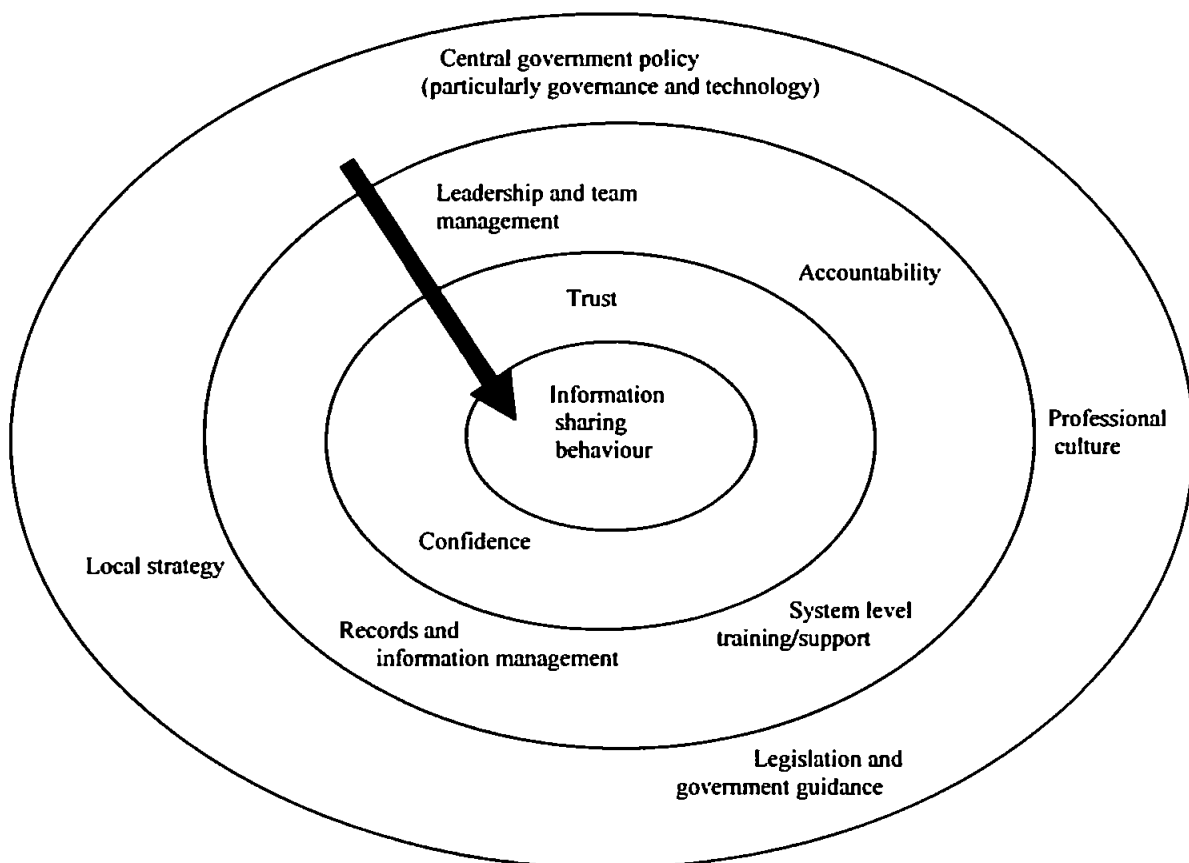 Central government policy
(particularly governance and technology)
Leadership and team
management
Accountability
Trust
Information
sharing
behaviour
Professional
culture
Confidence
Local strategy
System level
training/support
Records and
information management
Legislation and
government guidance